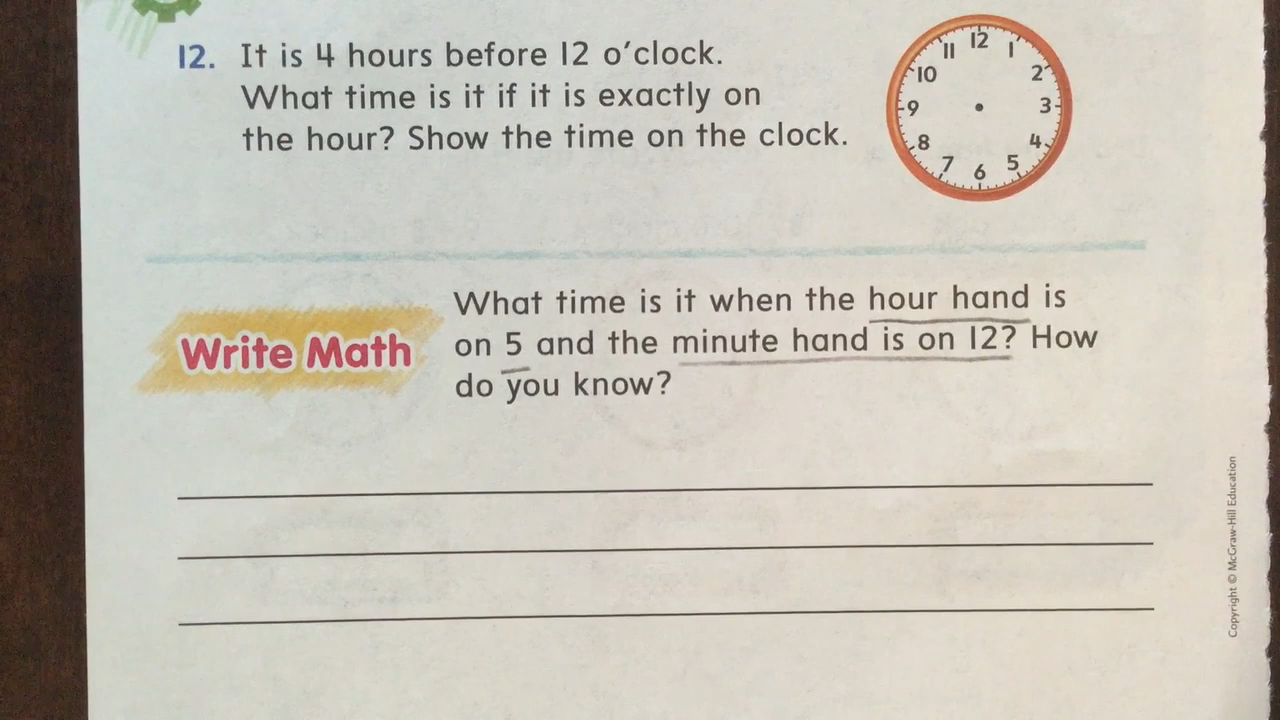 12. It is 4 hours before 12 o'clock.
What time is it if it is exactly on
the hour? Show the time on the clock.
12
11 1
10 2
9 3
8 4
7 6 5
What time is it when the hour hand is
on 5 and the minute hand is on 12? How
do you know?
Write Math
Copyright © McGraw-Hill Education